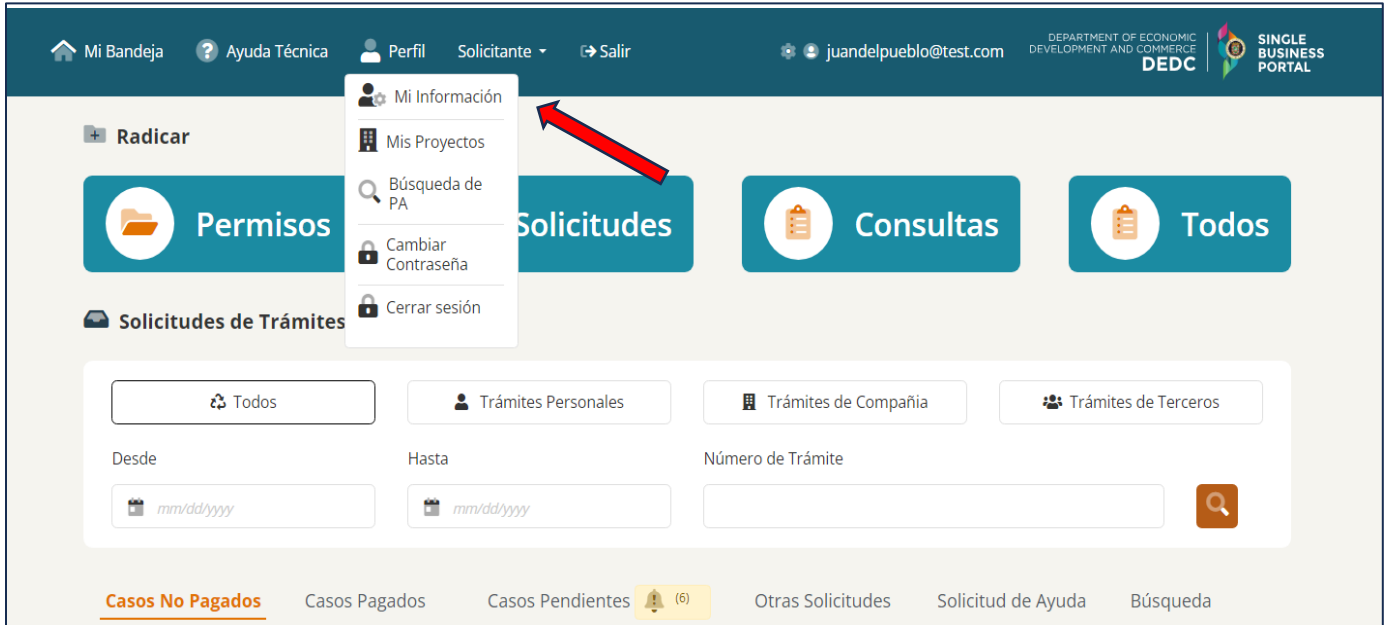 Mi Bandeja Ayuda Técnica Perfil Solicitante Salir juandelpueblo@test.com
DEPARTMENT OF ECONOMIC
DEVELOPMENT AND COMMERCE
DEDC
SINGLE
BUSINESS
PORTAL
Mi Información
Mis Proyectos
Búsqueda de
PA
Cambiar
Contraseña
Cerrar sesión
Radicar
Permisos Solicitudes Consultas Todos
Solicitudes de Trámites
Todos Trámites Personales Trámites de Compañia Trámites de Terceros
Desde Hasta Número de Trámite
mm/dd/yyyy mm/dd/yyyy
Casos No Pagados Casos Pagados Casos Pendientes (6) Otras Solicitudes Solicitud de Ayuda Búsqueda